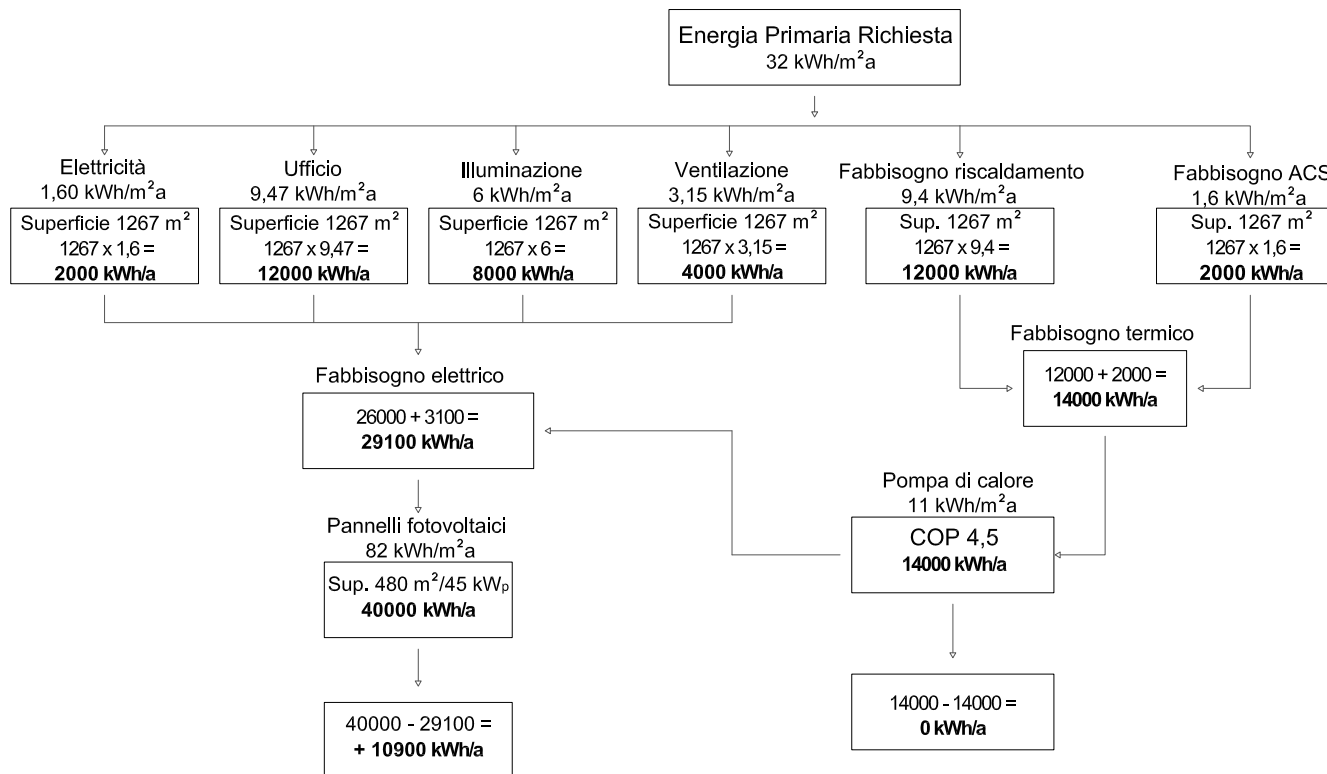 Energia Primaria Richiesta
32 kWh/m²a
Elettricità
1,60 kWh/m²a
Superficie 1267 m²
1267 x 1,6 =
2000 kWh/a
Ufficio
9,47 kWh/m²a
Superficie 1267 m²
1267 x 9,47 =
12000 kWh/a
Illuminazione
6 kWh/m²a
Superficie 1267 m²
1267 x 6 =
8000 kWh/a
Ventilazione
3,15 kWh/m²a
Superficie 1267 m²
1267 x 3,15 =
4000 kWh/a
Fabbisogno riscaldamento
9,4 kWh/m²a
Sup. 1267 m²
1267 x 9,4 =
12000 kWh/a
Fabbisogno ACS
1,6 kWh/m²a
Sup. 1267 m²
1267 x 1,6 =
2000 kWh/a
Fabbisogno termico
12000 + 2000 =
14000 kWh/a
Fabbisogno elettrico
26000 + 3100 =
29100 kWh/a
Pompa di calore
11 kWh/m²a
COP 4,5
14000 kWh/a
Pannelli fotovoltaici
82 kWh/m²a
Sup. 480 m²/45 kWₚ
40000 kWh/a
40000 - 29100 =
+ 10900 kWh/a
14000 - 14000 =
0 kWh/a